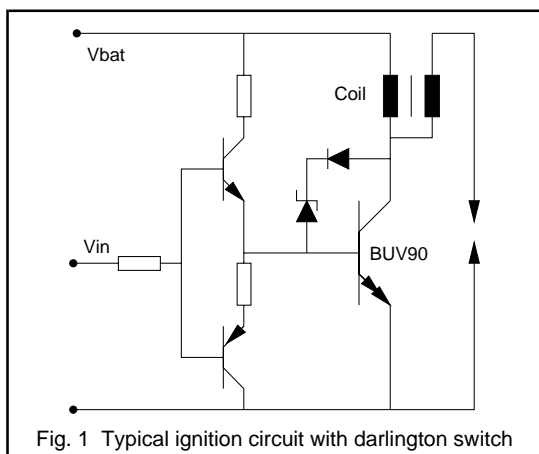 Vbat
Coil
Vin
BUV90
Fig. 1 Typical ignition circuit with darlington switch